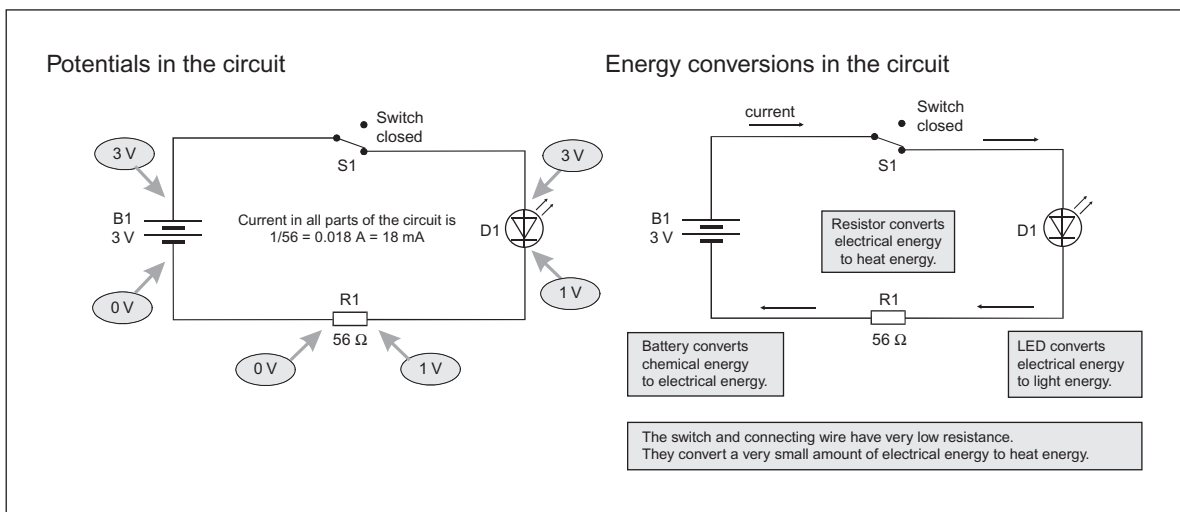 Potentials in the circuit
Switch
closed
3 V
S1
3 V
B1
3 V
Current in all parts of the circuit is
1/56 = 0.018 A = 18 mA
D1
0 V
R1
1 V
56 Ω
0 V
1 V
Energy conversions in the circuit
current
Switch
closed
S1
B1
3 V
Resistor converts
electrical energy
to heat energy.
D1
R1
56 Ω
Battery converts
chemical energy
to electrical energy.
LED converts
electrical energy
to light energy.
The switch and connecting wire have very low resistance.
They convert a very small amount of electrical energy to heat energy.